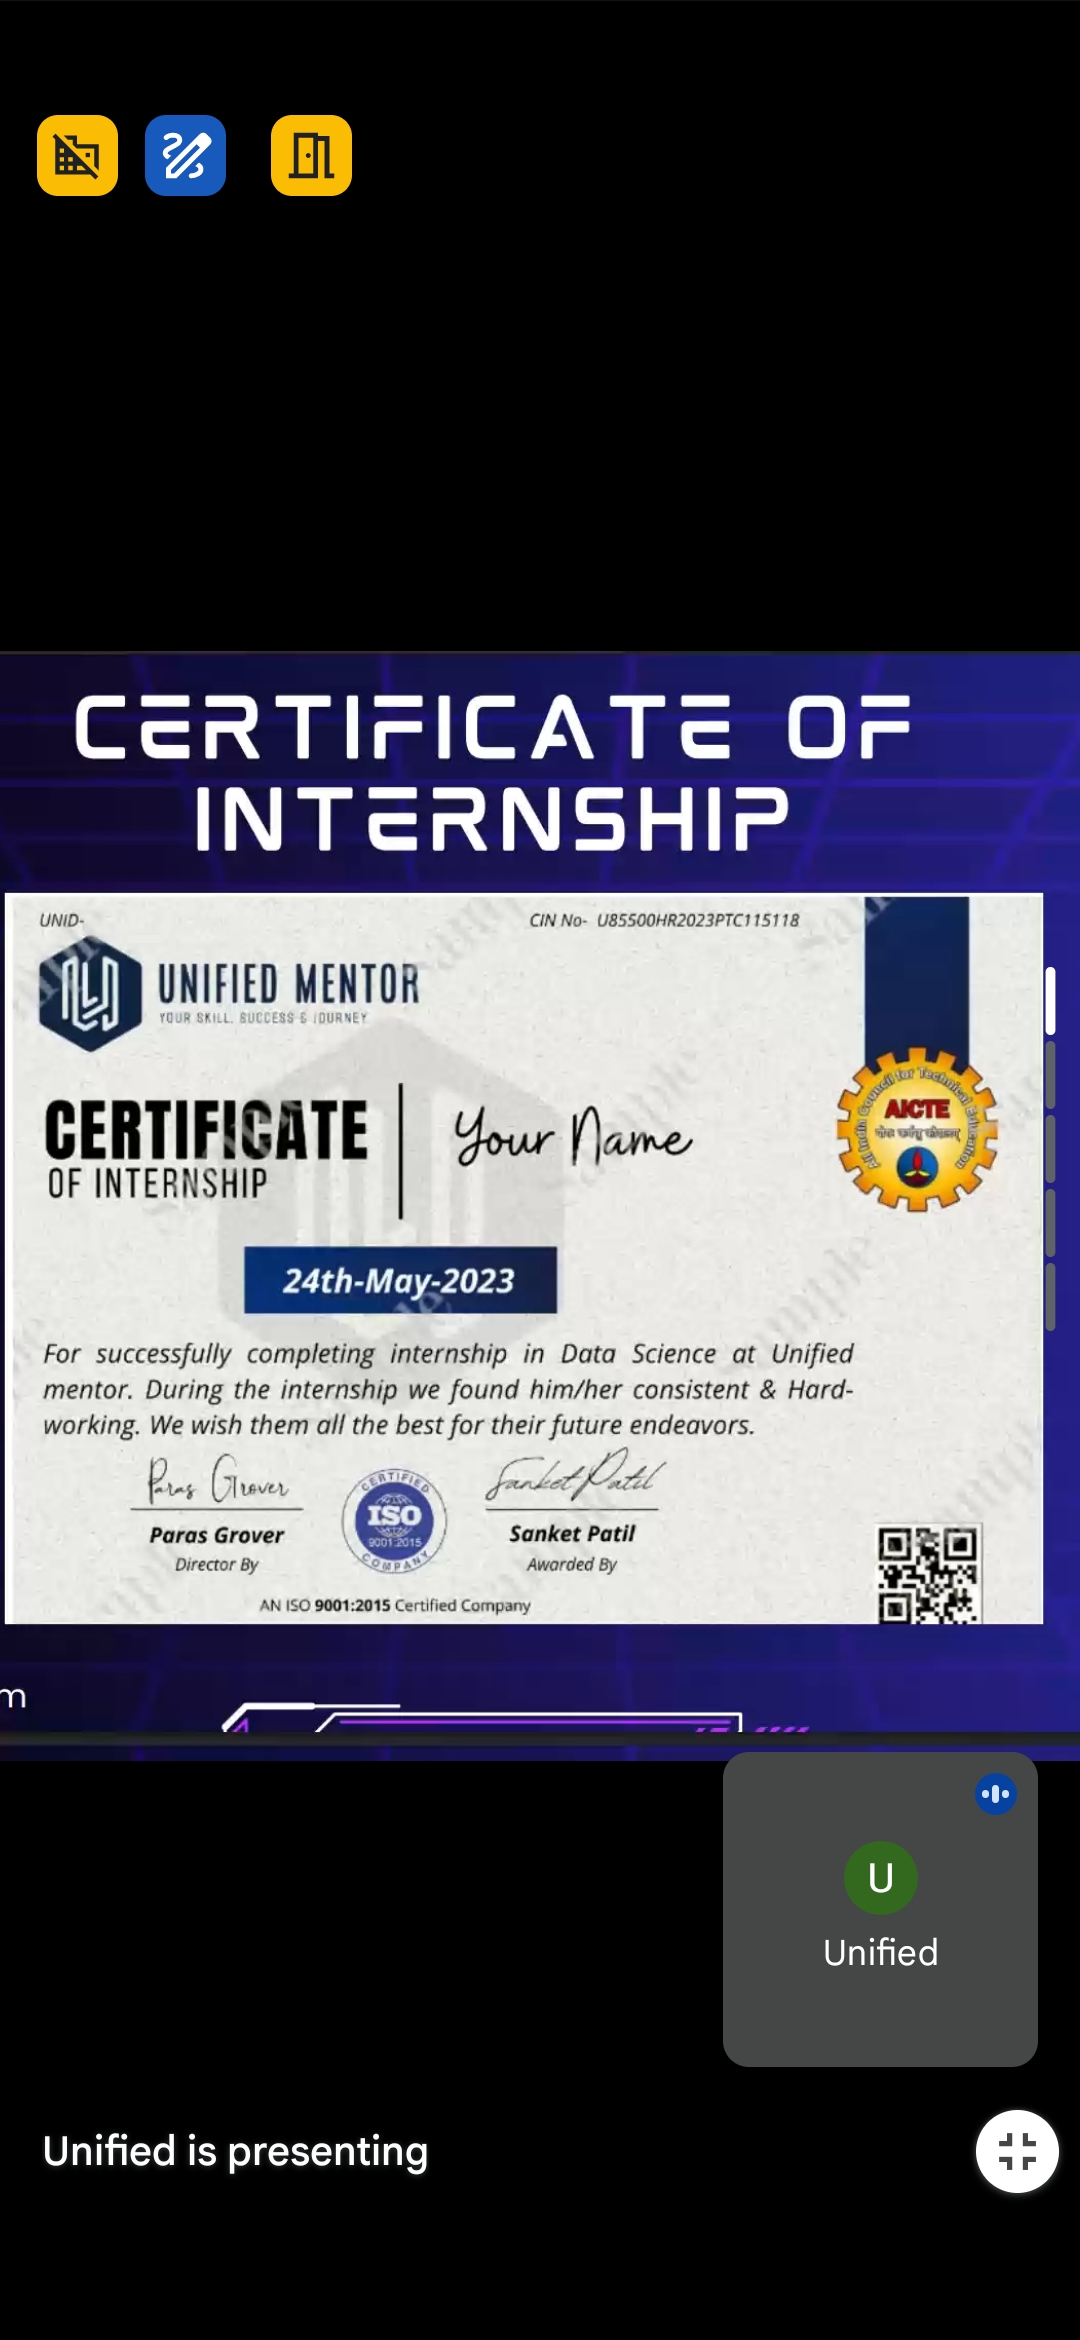 CERTIFICATE OF
INTERNSHIP
UNID-
CIN No- U85500HR2023PTC115118
UNIFIED MENTOR
YOUR SKILL, SUCCESS & JOURNEY
CERTIFICATE
OF INTERNSHIP
Your Name
All India Council for Technical Education
AICTE
24th-May-2023
For successfully completing internship in Data Science at Unified
mentor. During the internship we found him/her consistent & Hard-
working. We wish them all the best for their future endeavors.
Paras Grover
Sanket Patil
CERTIFIED
ISO
9001:2015
COMPANY
Paras Grover
Sanket Patil
Director By
Awarded By
AN ISO 9001:2015 Certified Company
Sample
m
U
Unified
Unified is presenting